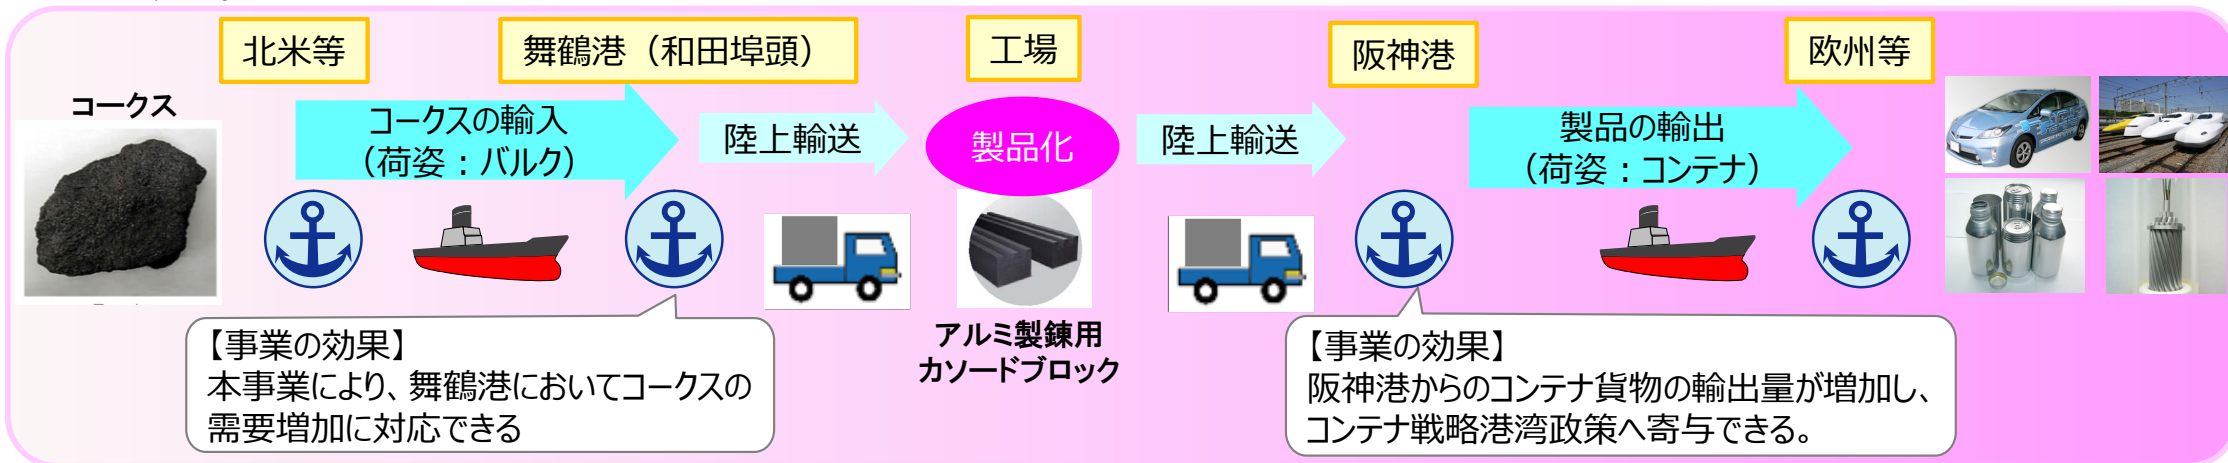 北米等
舞鶴港（和田埠頭）
工場
阪神港
欧州等
コークス
コークスの輸入
（荷姿：バルク）
陸上輸送
製品化
陸上輸送
製品の輸出
（荷姿：コンテナ）
アルミ製錬用
カソードブロック
【事業の効果】
本事業により、舞鶴港においてコークスの
需要増加に対応できる
【事業の効果】
阪神港からのコンテナ貨物の輸出量が増加し、
コンテナ戦略港湾政策へ寄与できる。